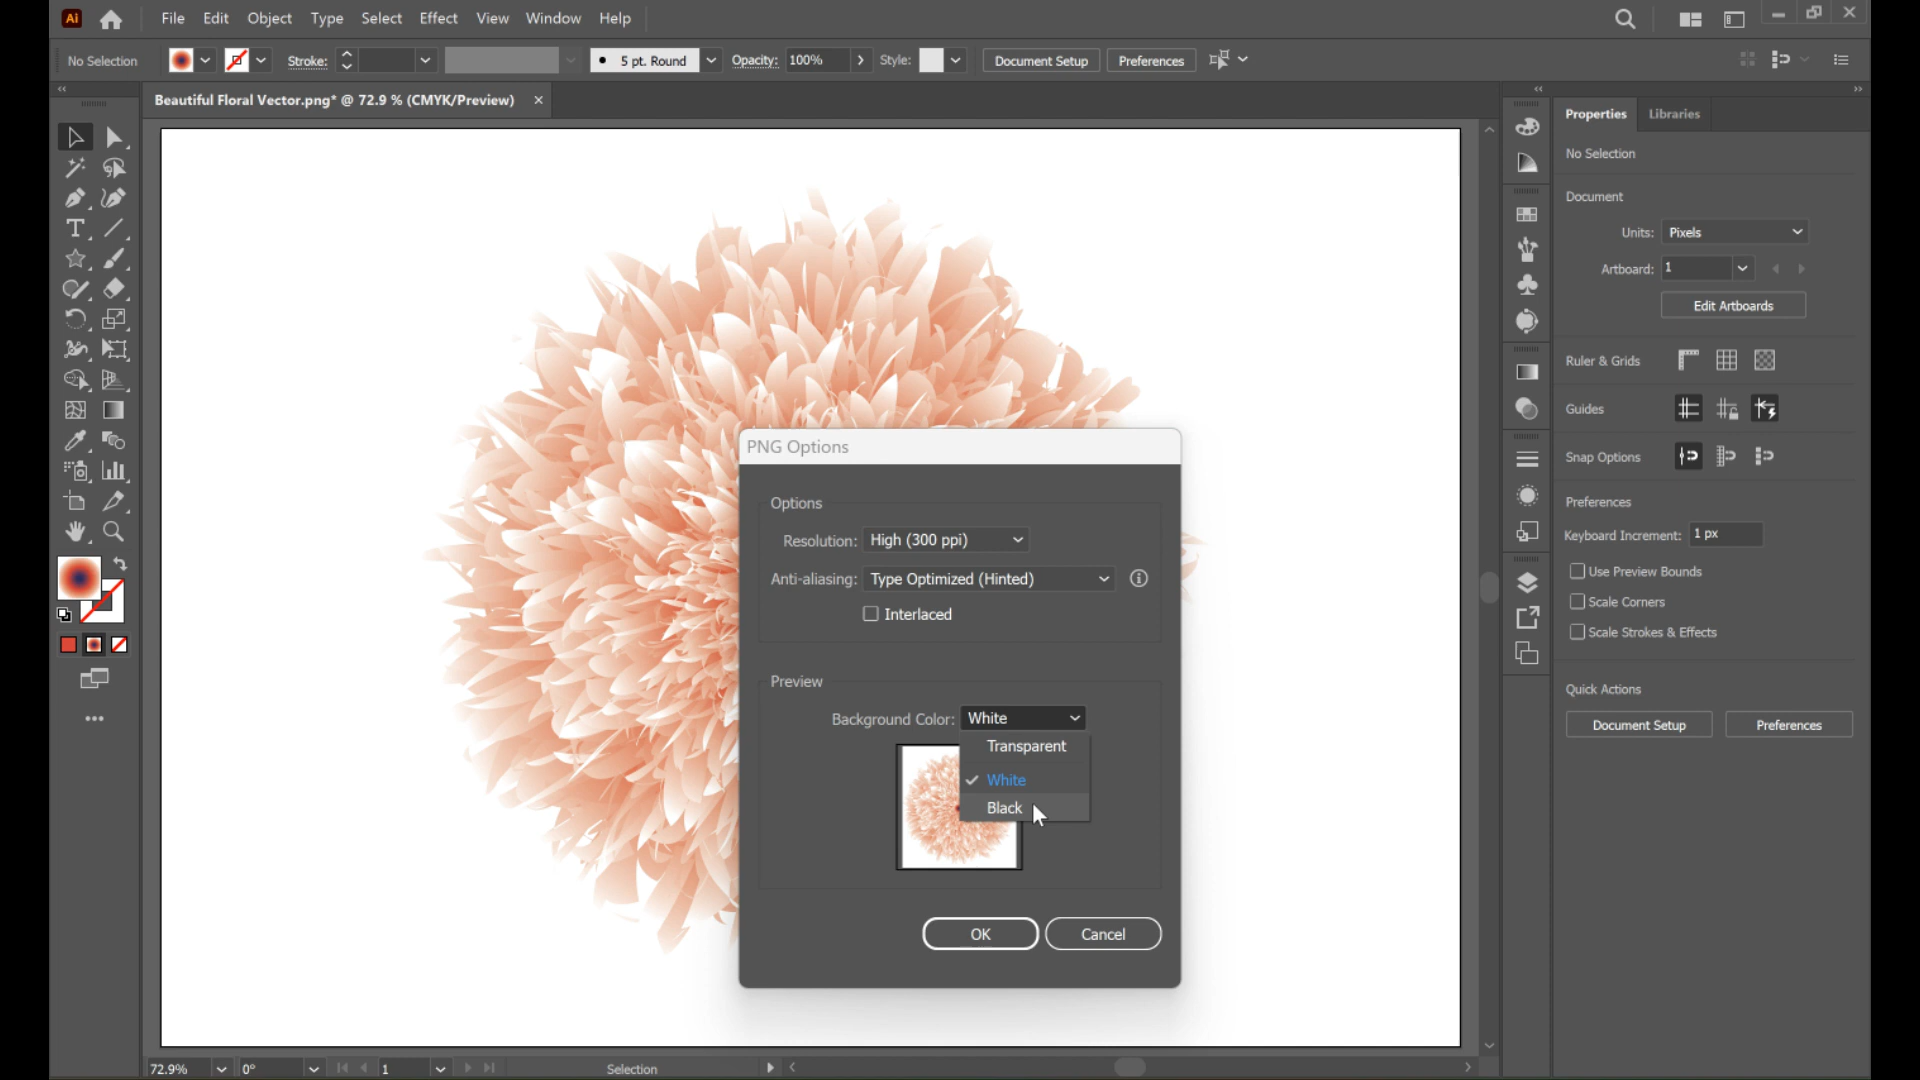 Ai
File Edit Object Type Select Effect View Window Help
No Selection
Stroke:
5 pt. Round
Opacity: 100%
Style:
Document Setup
Preferences
Beautiful Floral Vector.png* @ 72.9 % (CMYK/Preview)
Properties Libraries
No Selection
Document
Units: Pixels
Artboard: 1
Edit Artboards
Ruler & Grids
Guides
Snap Options
Preferences
Keyboard Increment: 1 px
Use Preview Bounds
Scale Corners
Scale Strokes & Effects
Quick Actions
Document Setup Preferences
PNG Options
Options
Resolution: High (300 ppi)
Anti-aliasing: Type Optimized (Hinted)
Interlaced
Preview
Background Color: White
Transparent
White
Black
OK Cancel
72.9% 0° 1 Selection